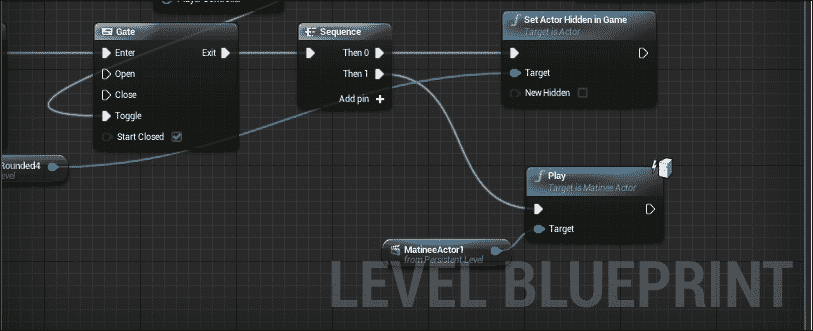 Gate
Enter
Exit
Open
Close
Toggle
Start Closed
Sequence
Then 0
Then 1
Add pin
Set Actor Hidden in Game
Target is Actor
Target
New Hidden
Rounded4
Play
Target is Matinee Actor
Target
MatineeActor1
from Persistent Level
LEVEL BLUEPRINT